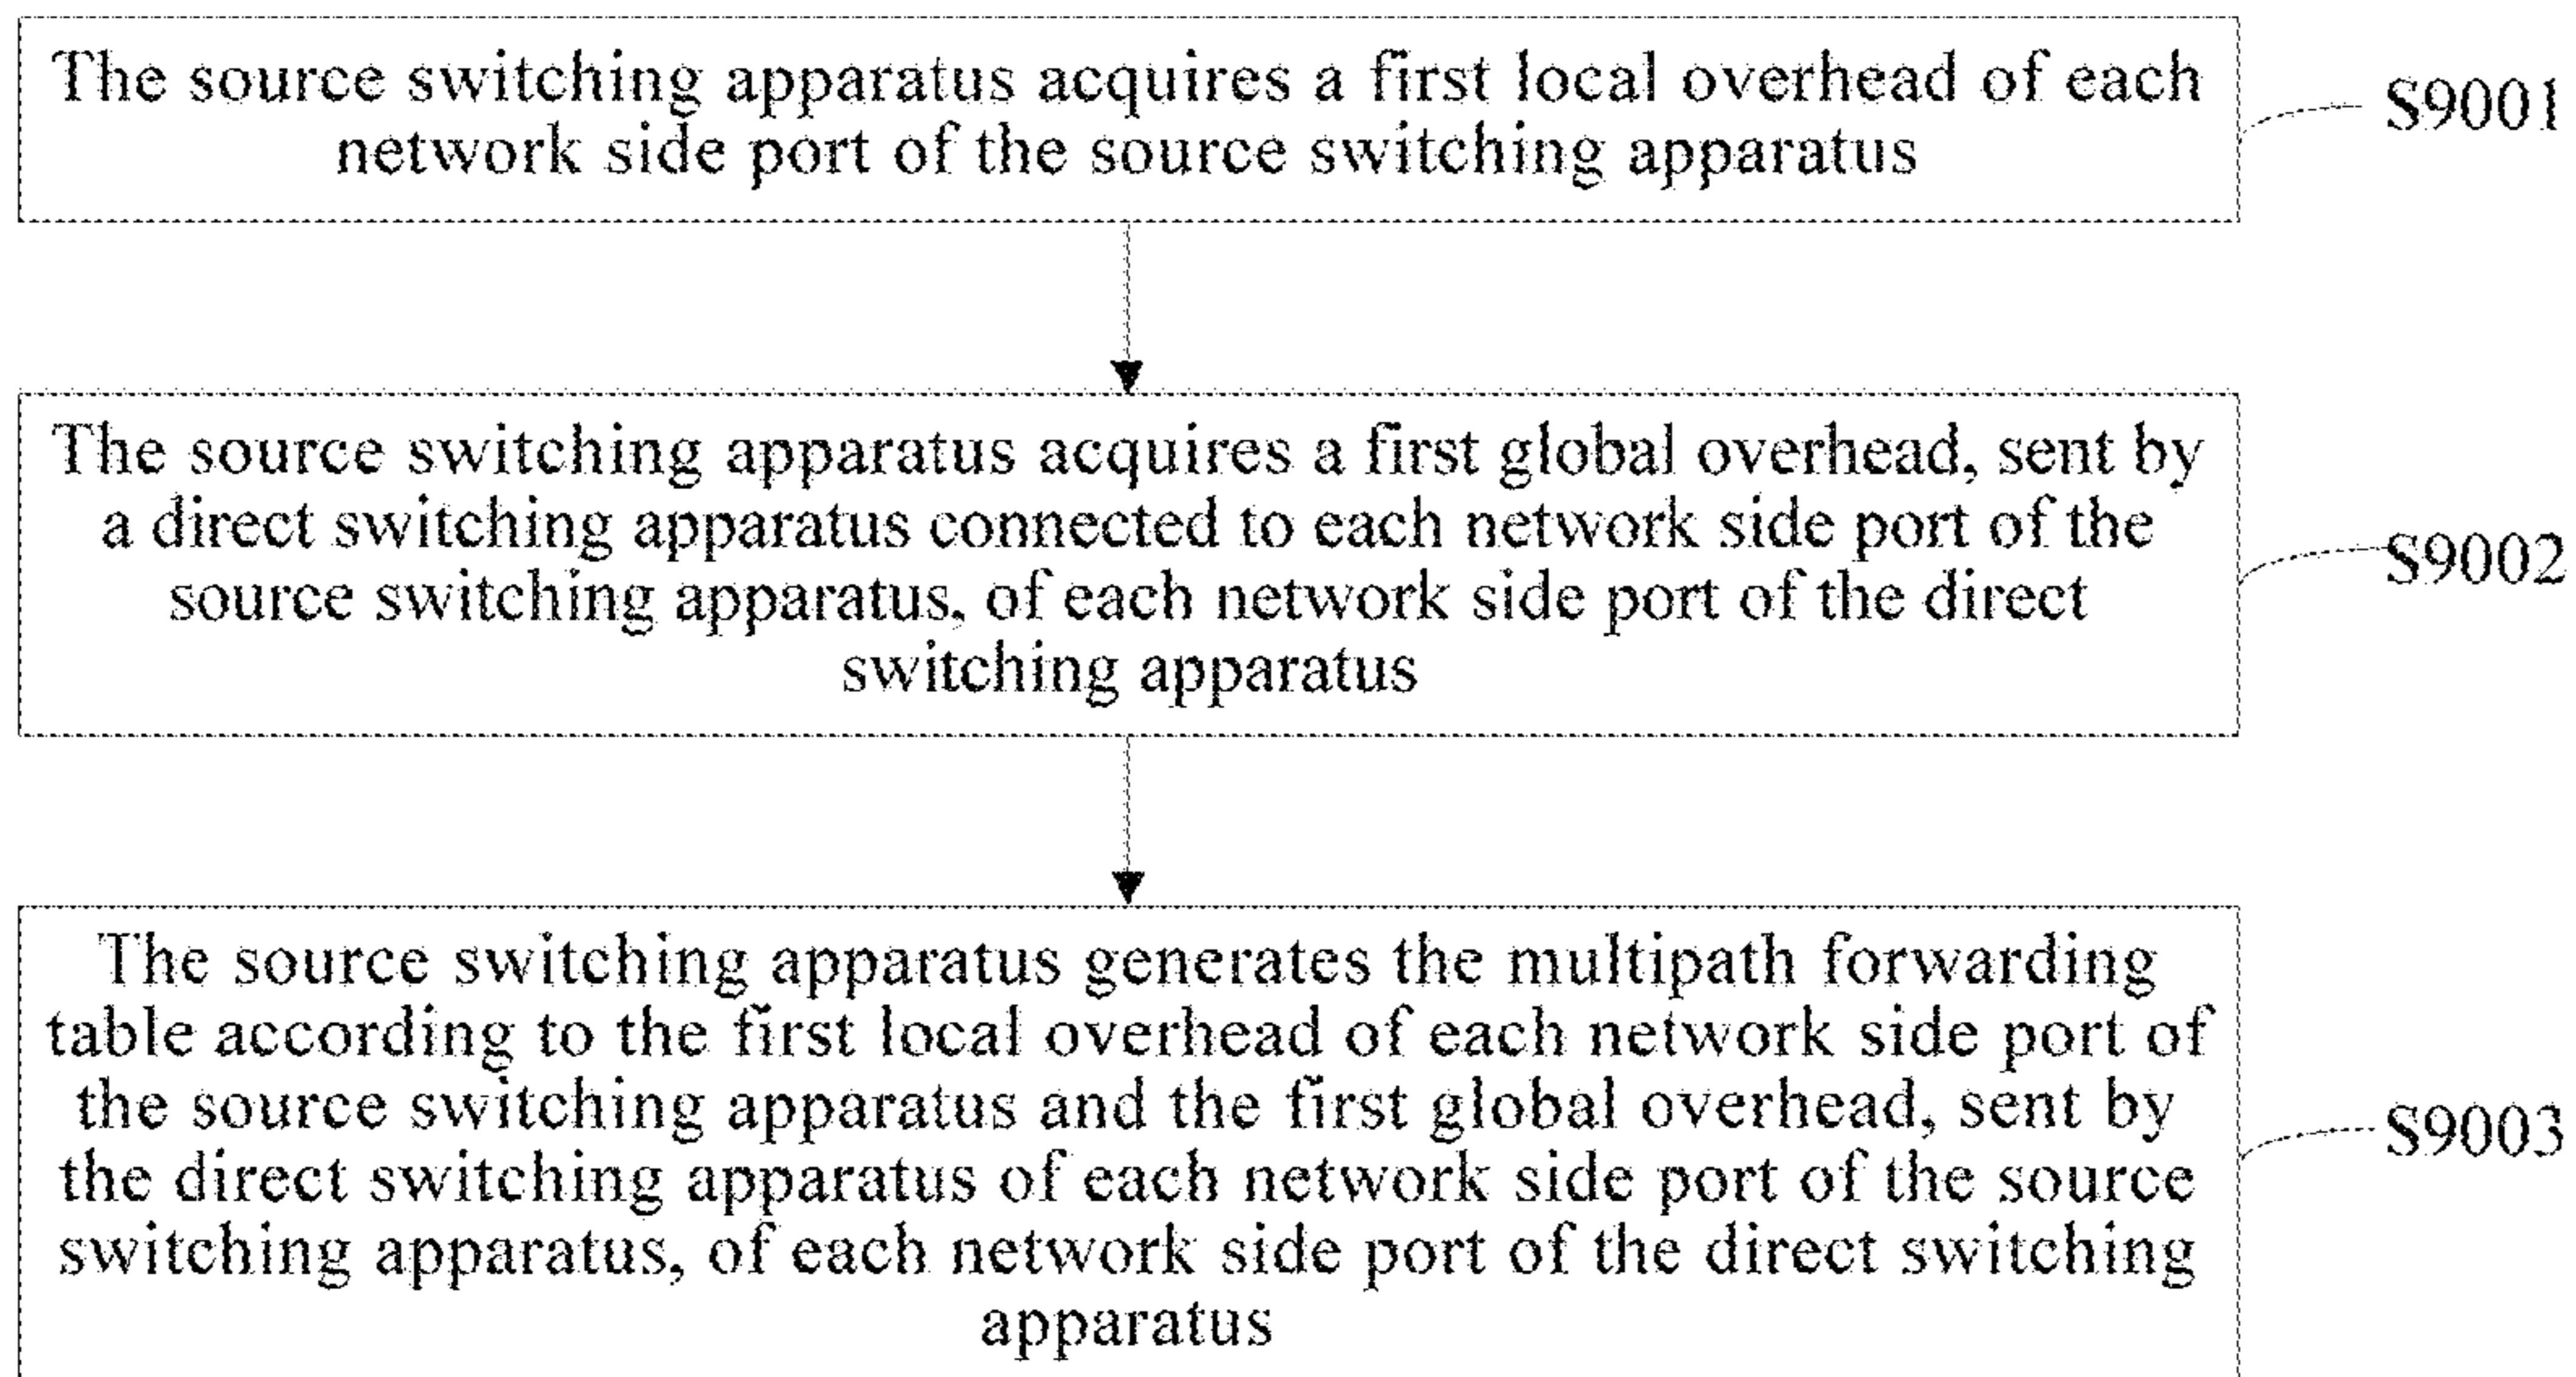 The source switching apparatus acquires a first local overhead of each
network side port of the source switching apparatus
S9001
The source switching apparatus acquires a first global overhead, sent by
a direct switching apparatus connected to each network side port of the
source switching apparatus, of each network side port of the direct
switching apparatus
S9002
The source switching apparatus generates the multipath forwarding
table according to the first local overhead of each network side port of
the source switching apparatus and the first global overhead, sent by
the direct switching apparatus of each network side port of the source
switching apparatus, of each network side port of the direct switching
apparatus
S9003